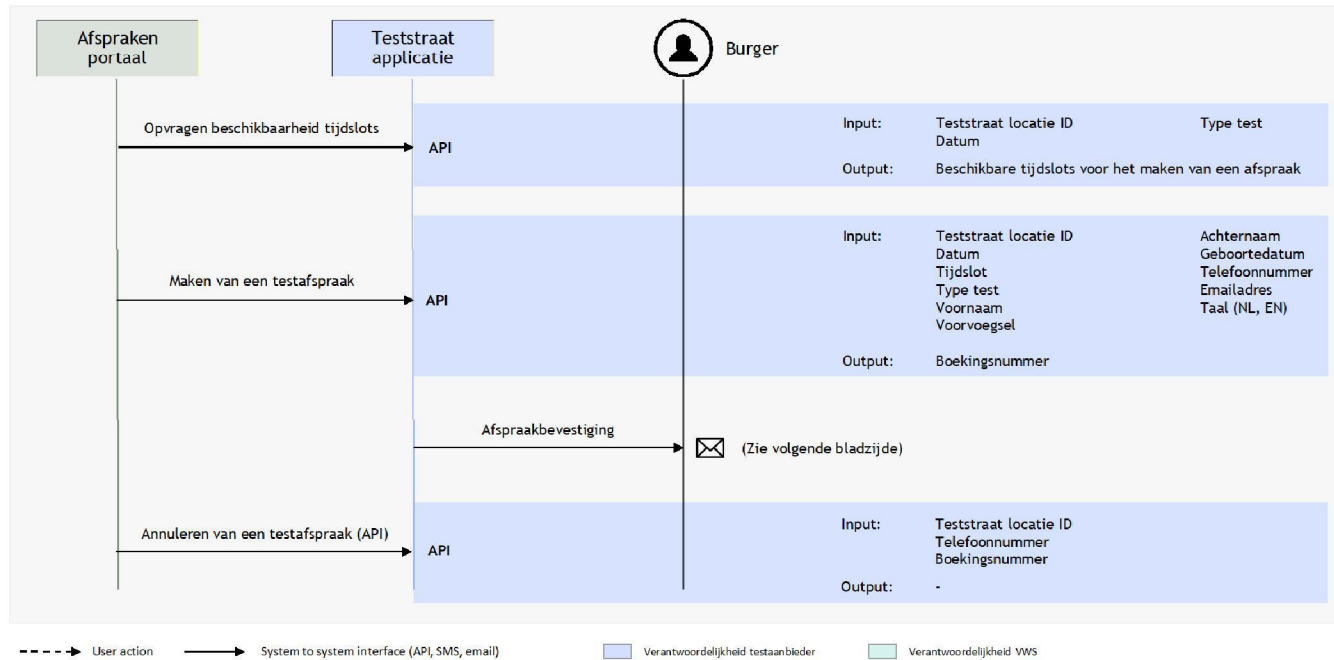 Afspraken
portaal
Teststraat
applicatie
Burger
Opvragen beschikbaarheid tijdslots
API
Input:
Teststraat locatie ID
Type test
Datum
Output:
Beschikbare tijdslots voor het maken van een afspraak
Maken van een testafspraak
API
Input:
Teststraat locatie ID
Achternaam
Datum
Geboortedatum
Tijdslot
Telefoonnummer
Type test
Emailadres
Voornaam
Taal (NL, EN)
Voorvoegsel
Output:
Boekingsnummer
Afspraakbevestiging
(Zie volgende bladzijde)
Annuleren van een testafspraak (API)
API
Input:
Teststraat locatie ID
Telefoonnummer
Boekingsnummer
Output:
-
User action
System to system interface (API, SMS, email)
Verantwoordelijkheid testaanbieder
Verantwoordelijkheid VWS